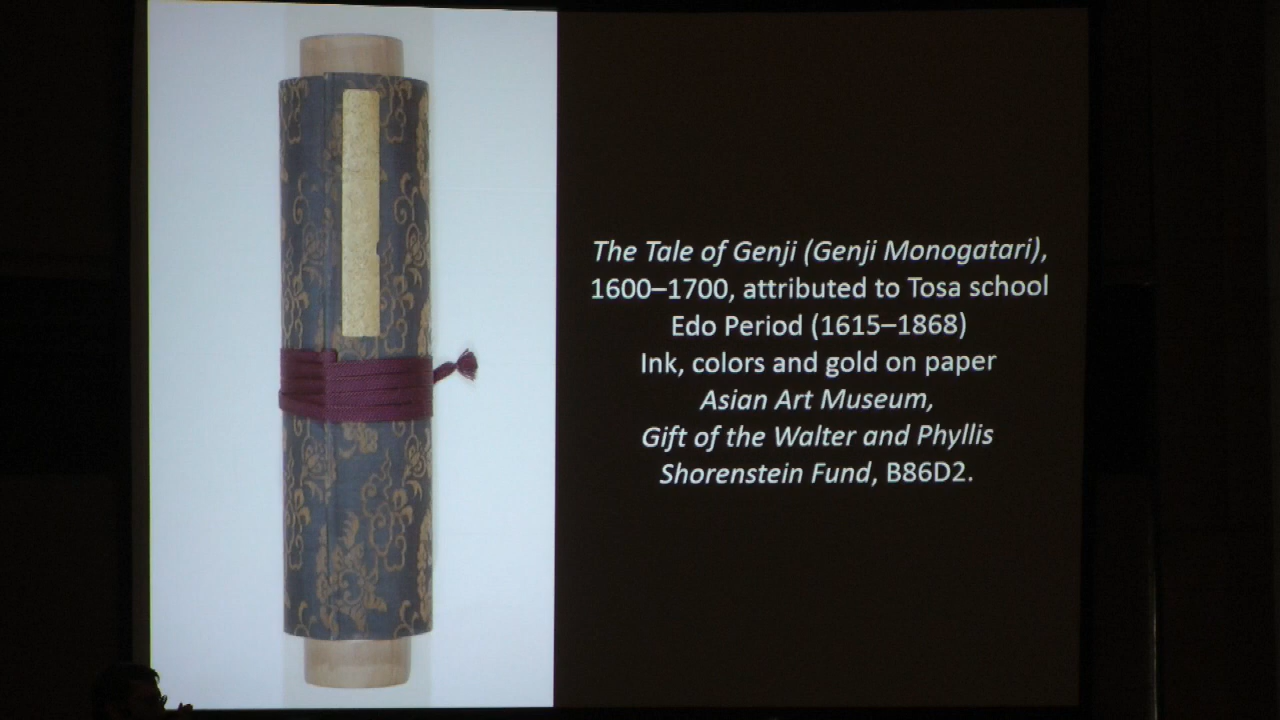 The Tale of Genji (Genji Monogatari),
1600–1700, attributed to Tosa school
Edo Period (1615–1868)
Ink, colors and gold on paper
Asian Art Museum,
Gift of the Walter and Phyllis
Shorenstein Fund, B86D2.